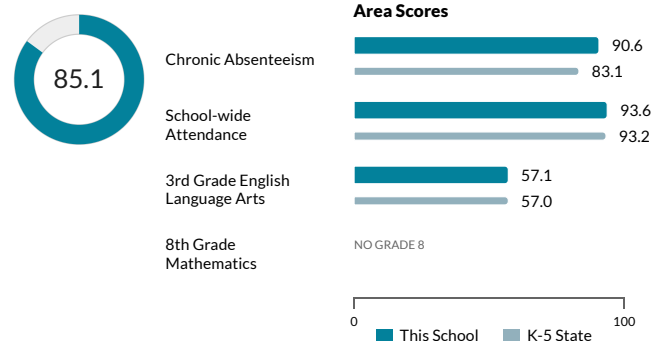 Area Scores
85.1
Chronic Absenteeism
90.6
83.1
School-wide
Attendance
93.6
93.2
3rd Grade English
Language Arts
57.1
57.0
8th Grade
Mathematics
NO GRADE 8
0
100
This School
K-5 State